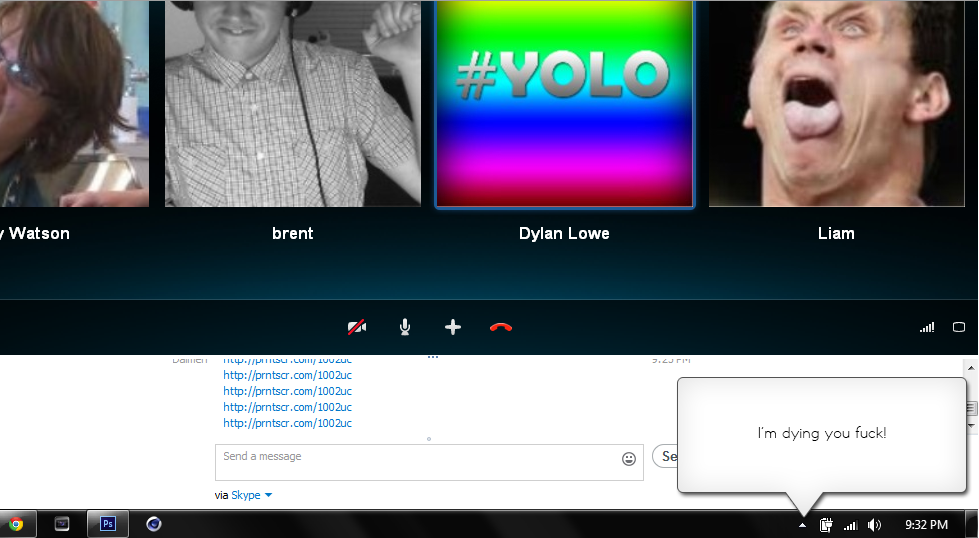 #YOLO
y Watson
brent
Dylan Lowe
Liam
Damen
http://prntscr.com/1002uc
9:25 PM
http://prntscr.com/1002uc
http://prntscr.com/1002uc
http://prntscr.com/1002uc
http://prntscr.com/1002uc
I'm dying you fuck!
Send a message
Se
via Skype
Ps
9:32 PM